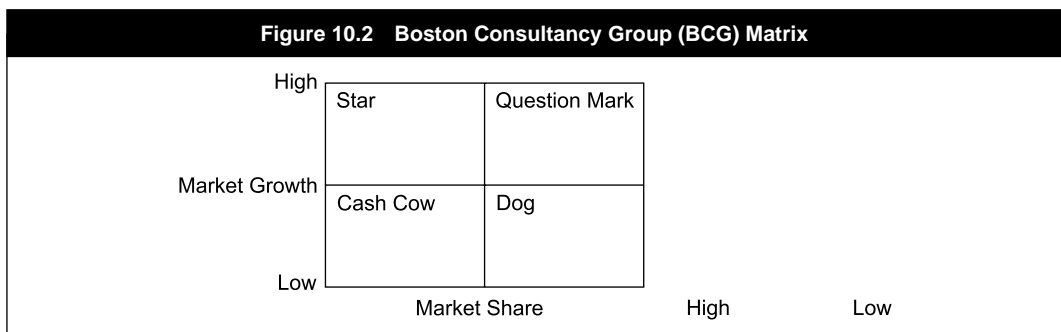 Figure 10.2 Boston Consultancy Group (BCG) Matrix
High
Star Question Mark
Market Growth
Cash Cow Dog
Low
Market Share High Low